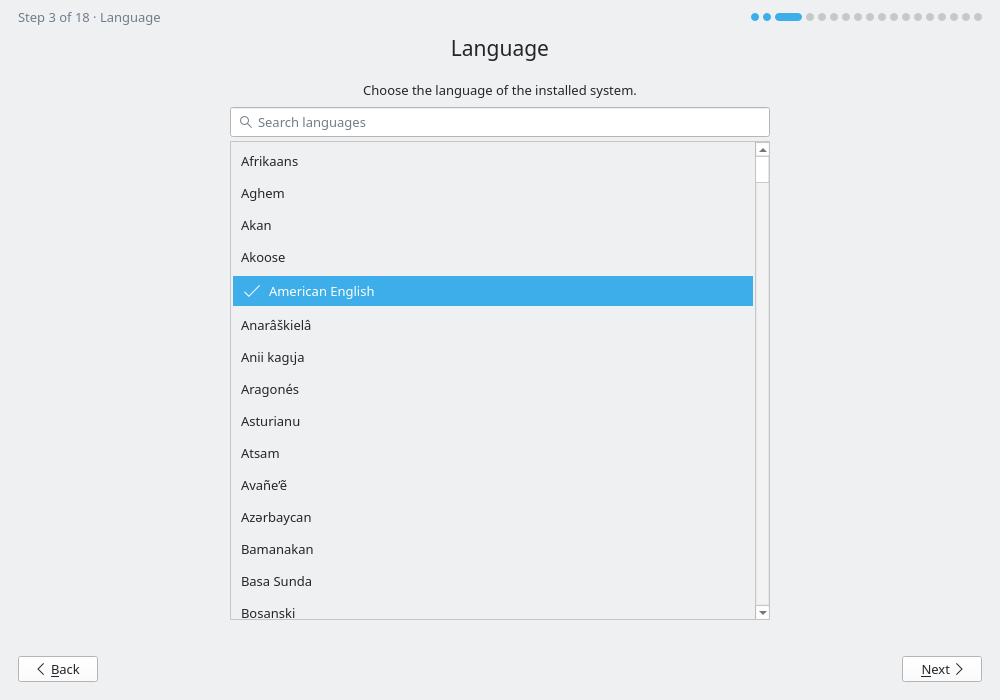 Step 3 of 18 · Language
Language
Choose the language of the installed system.
Search languages
Afrikaans
Aghem
Akan
Akoose
American English
Anarâškielâ
Anii kagɩja
Aragonés
Asturianu
Atsam
Avañe’ẽ
Azərbaycan
Bamanakan
Basa Sunda
Bosanski
Back
Next